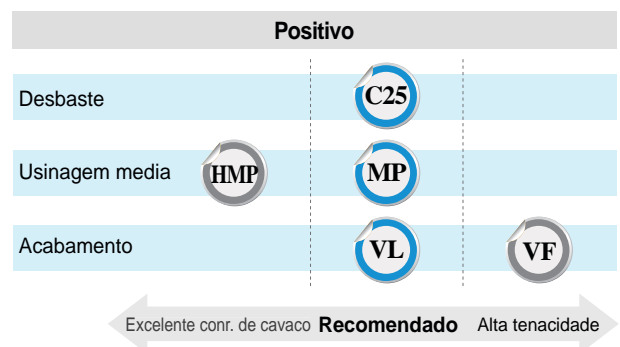 Positivo
Desbaste C25
Usinagem media HMP MP
Acabamento VL VF
Excelente conr. de cavaco Recomendado Alta tenacidade